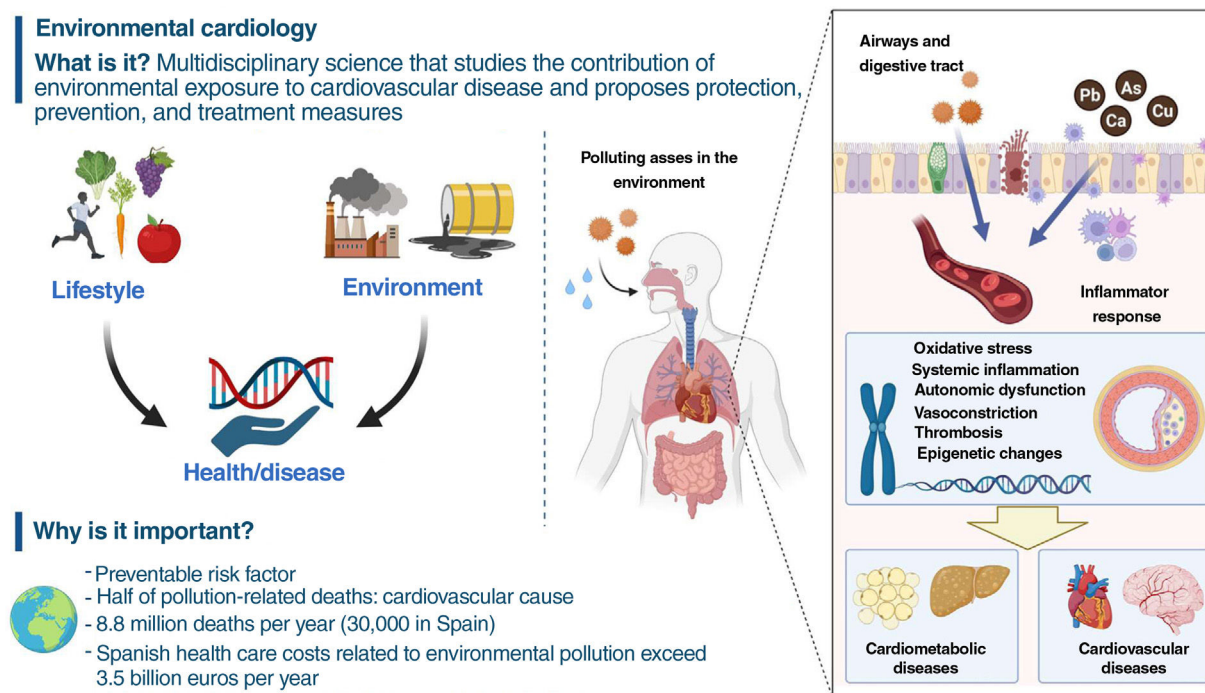 Environmental cardiology
What is it? Multidisciplinary science that studies the contribution of
environmental exposure to cardiovascular disease and proposes protection,
prevention, and treatment measures
Lifestyle
Environment
Health/disease
Why is it important?
- Preventable risk factor
- Half of pollution-related deaths: cardiovascular cause
- 8.8 million deaths per year (30,000 in Spain)
- Spanish health care costs related to environmental pollution exceed
3.5 billion euros per year
Polluting asses in the
environment
Airways and
digestive tract
Pb
As
Ca
Cu
Inflammator
response
Oxidative stress
Systemic inflammation
Autonomic dysfunction
Vasoconstriction
Thrombosis
Epigenetic changes
Cardiometabolic
diseases
Cardiovascular
diseases